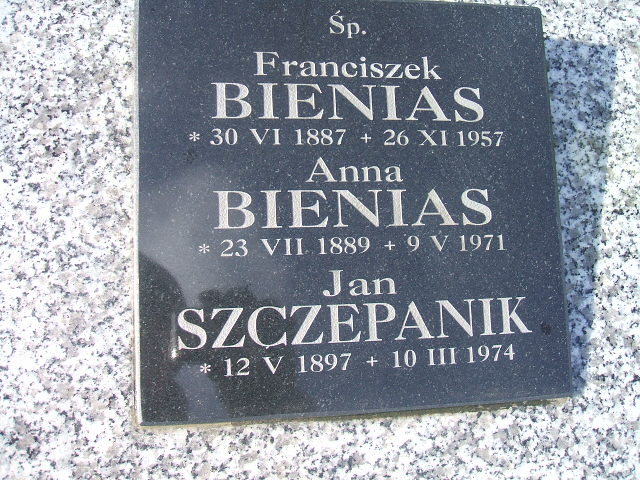 Śp.
Franciszek
BIENIAS
* 30 VI 1887 + 26 XI 1957
Anna
BIENIAS
* 23 VII 1889 + 9 V 1971
Jan
SZCZEPANIK
* 12 V 1897 + 10 III 1974